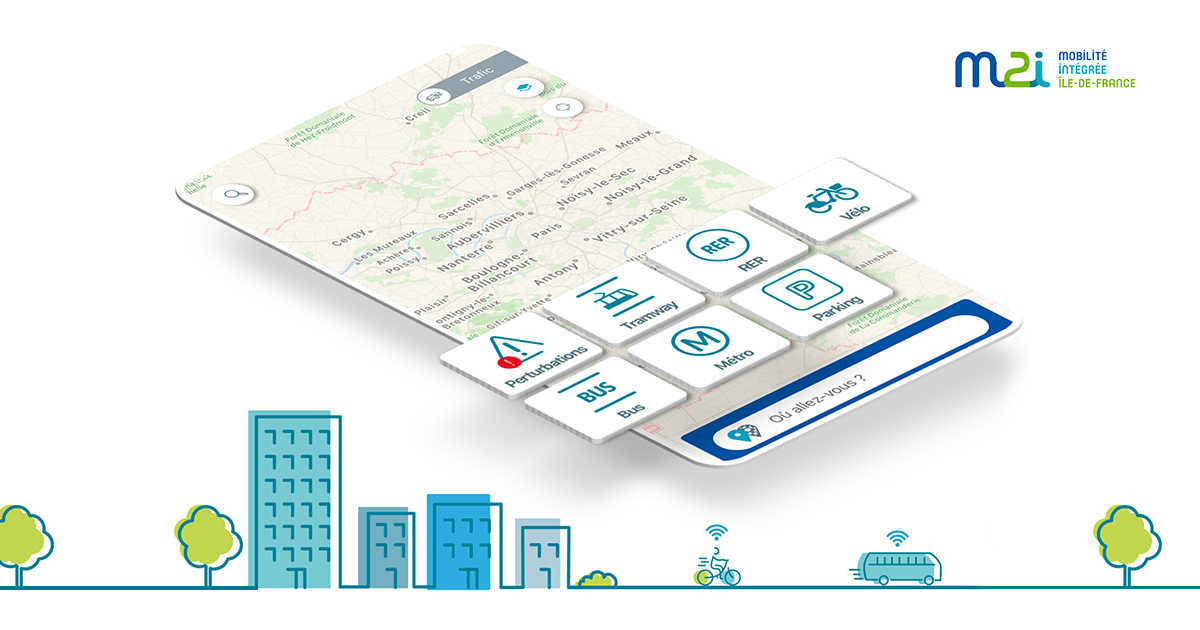 m2i
MOBILITÉ
INTÉGRÉE
ÎLE-DE-FRANCE
Trafic
Creil
Forêt Domaniale
de Hez-Froidmont
Forêt Domaniale
d'Ermenonville
Meaux
Garges-lès-Gonesse
Sevran
Noisy-le-Sec
Noisy-le-Grand
Sarcelles
Sannois
Aubervilliers
Cergy
Les Mureaux
Achères
Poissy
Nanterre
Paris
Vitry-sur-Seine
Boulogne-
Billancourt
Antony
Plaisir
ontigny-le-
Bretonneux
Gif-sur-Yvette
Vélo
RER
RER
Tramway
P
Parking
Perturbations
M
Métro
BUS
Bus
ainebleau
Forêt Domaniale
de La Commanderie
Où allez-vous ?